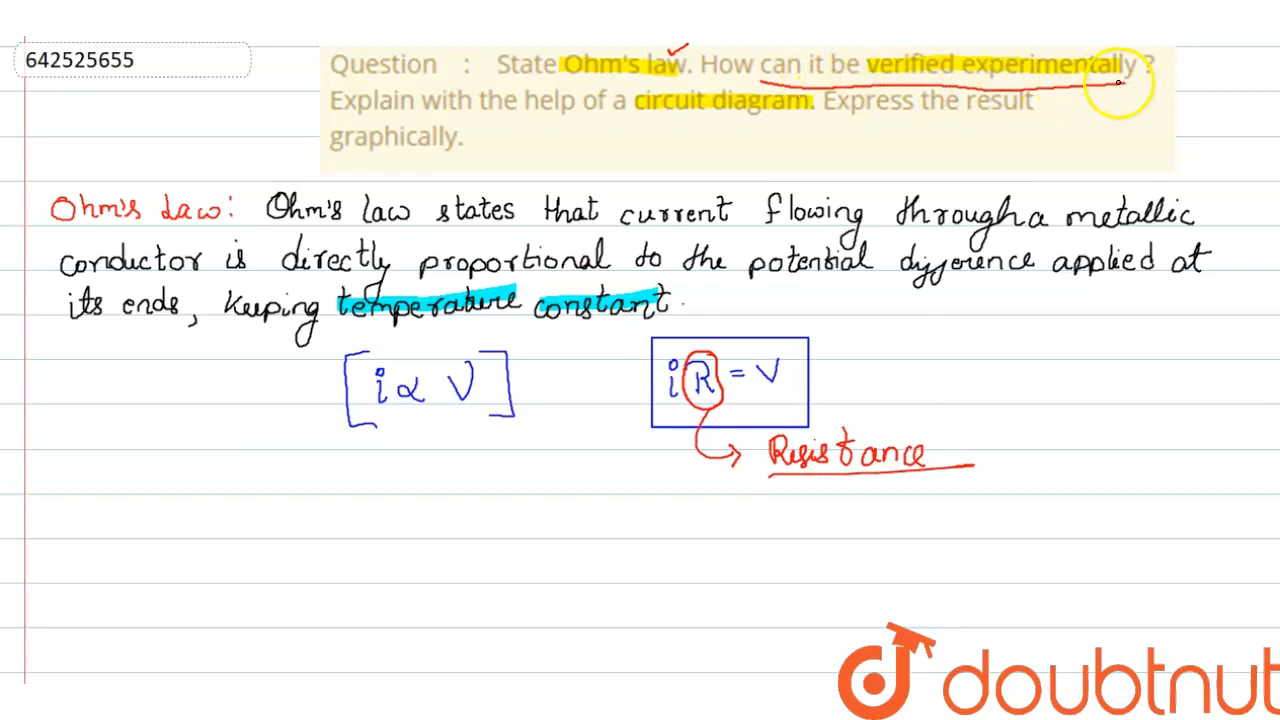 642525655
Question : State Ohm's law. How can it be verified experimentally ?
Explain with the help of a circuit diagram. Express the result
graphically.
Ohm's Law: Ohm's law states that current flowing through a metallic
conductor is directly proportional to the potential difference applied at
its ends, keeping temperature constant.
[i ∝ V]
iR = V
Resistance
doubtnut